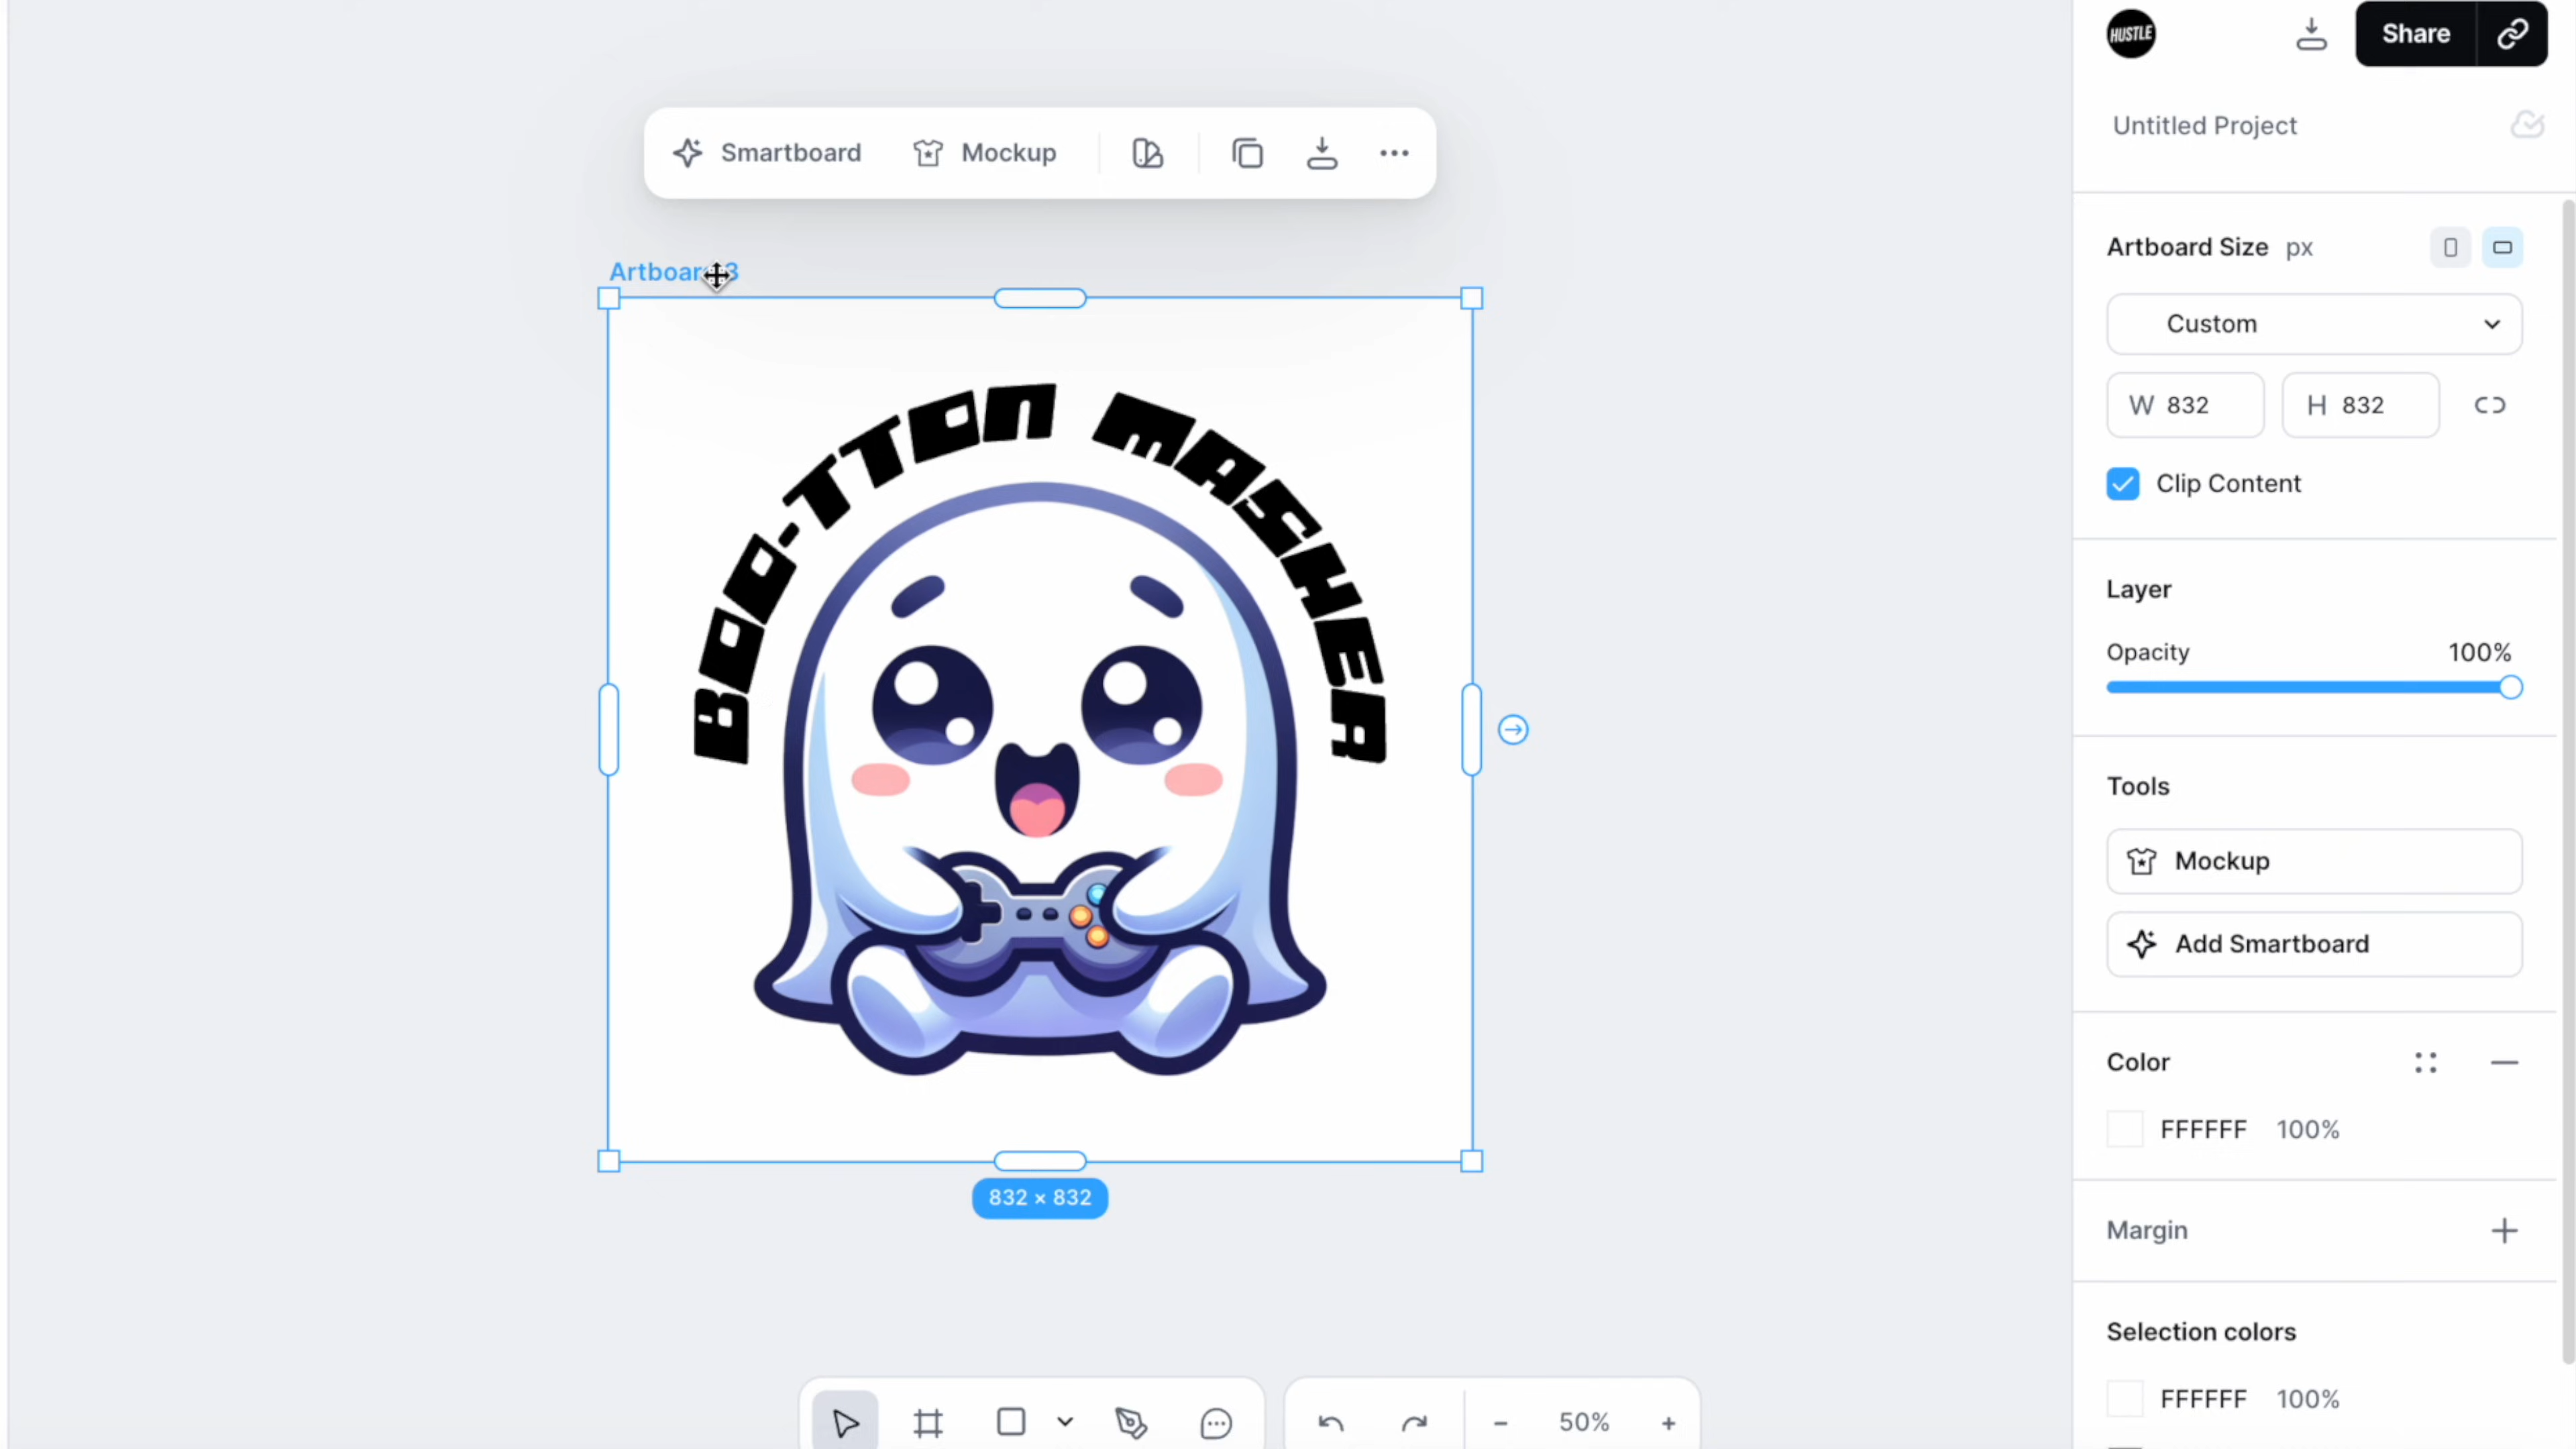 HUSTLE
Share
Untitled Project
Smartboard
Mockup
Artboard 3
BOO-TTON MASHER
832 × 832
50%
Artboard Size px
Custom
W 832
H 832
Clip Content
Layer
Opacity 100%
Tools
Mockup
Add Smartboard
Color
FFFFFF 100%
Margin
Selection colors
FFFFFF 100%